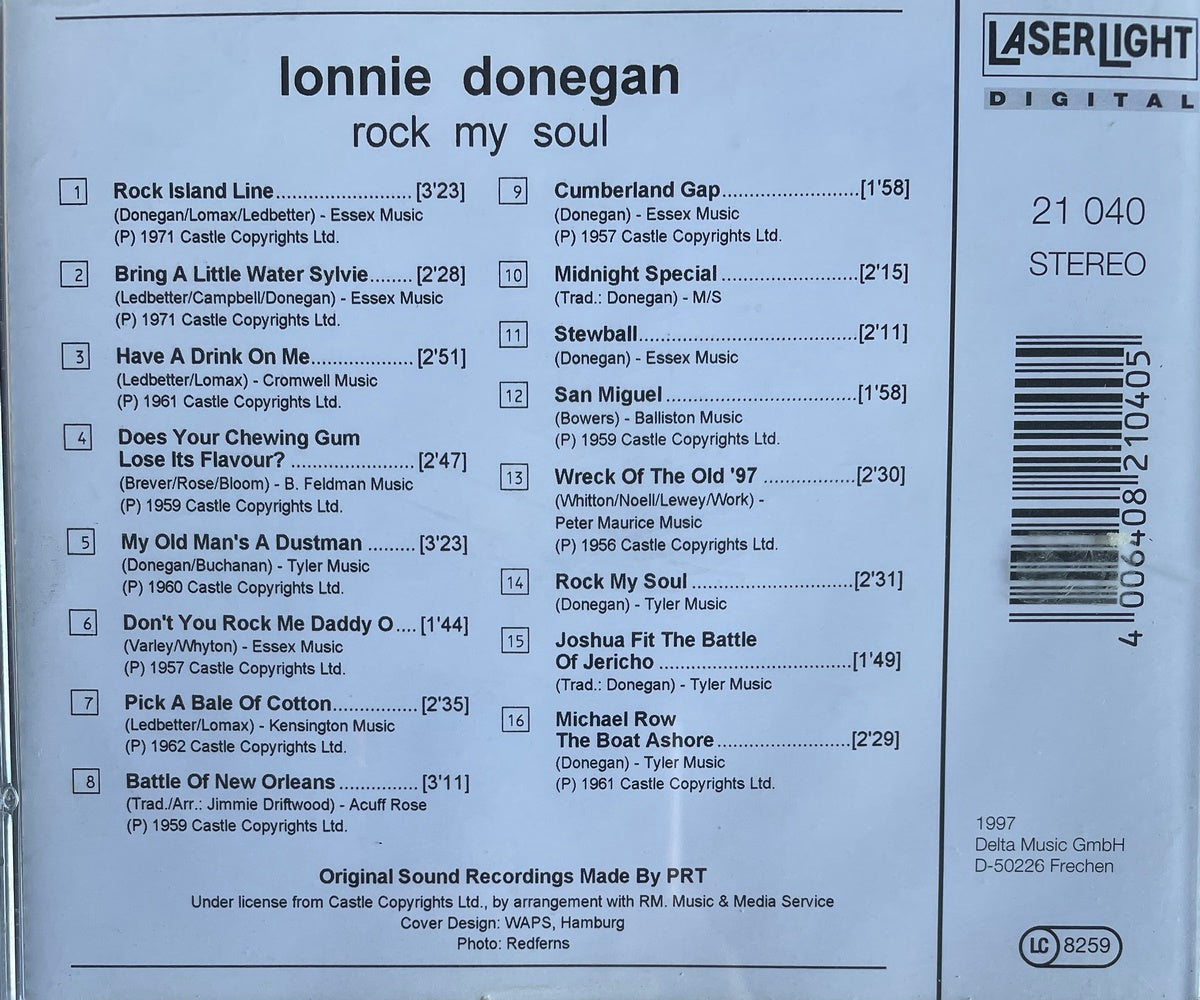 lonnie donegan
rock my soul
1 Rock Island Line........................ [3'23]
(Donegan/Lomax/Ledbetter) - Essex Music
(P) 1971 Castle Copyrights Ltd.
2 Bring A Little Water Sylvie....... [2'28]
(Ledbetter/Campbell/Donegan) - Essex Music
(P) 1971 Castle Copyrights Ltd.
3 Have A Drink On Me.................. [2'51]
(Ledbetter/Lomax) - Cromwell Music
(P) 1961 Castle Copyrights Ltd.
4 Does Your Chewing Gum
Lose Its Flavour? ...................... [2'47]
(Brever/Rose/Bloom) - B. Feldman Music
(P) 1959 Castle Copyrights Ltd.
5 My Old Man's A Dustman ........ [3'23]
(Donegan/Buchanan) - Tyler Music
(P) 1960 Castle Copyrights Ltd.
6 Don't You Rock Me Daddy O.... [1'44]
(Varley/Whyton) - Essex Music
(P) 1957 Castle Copyrights Ltd.
7 Pick A Bale Of Cotton............... [2'35]
(Ledbetter/Lomax) - Kensington Music
(P) 1962 Castle Copyrights Ltd.
8 Battle Of New Orleans .............. [3'11]
(Trad./Arr.: Jimmie Driftwood) - Acuff Rose
(P) 1959 Castle Copyrights Ltd.
9 Cumberland Gap........................[1'58]
(Donegan) - Essex Music
(P) 1957 Castle Copyrights Ltd.
10 Midnight Special........................[2'15]
(Trad.: Donegan) - M/S
11 Stewball.......................................[2'11]
(Donegan) - Essex Music
12 San Miguel..................................[1'58]
(Bowers) - Balliston Music
(P) 1959 Castle Copyrights Ltd.
13 Wreck Of The Old '97 ................[2'30]
(Whitton/Noell/Lewey/Work) -
Peter Maurice Music
(P) 1956 Castle Copyrights Ltd.
14 Rock My Soul ............................[2'31]
(Donegan) - Tyler Music
15 Joshua Fit The Battle
Of Jericho ..................................[1'49]
(Trad.: Donegan) - Tyler Music
16 Michael Row
The Boat Ashore.......................[2'29]
(Donegan) - Tyler Music
(P) 1961 Castle Copyrights Ltd.
Original Sound Recordings Made By PRT
Under license from Castle Copyrights Ltd., by arrangement with RM. Music & Media Service
Cover Design: WAPS, Hamburg
Photo: Redferns
LASERLIGHT
DIGITAL
21 040
STEREO
4 006408 210405
1997
Delta Music GmbH
D-50226 Frechen
LC 8259